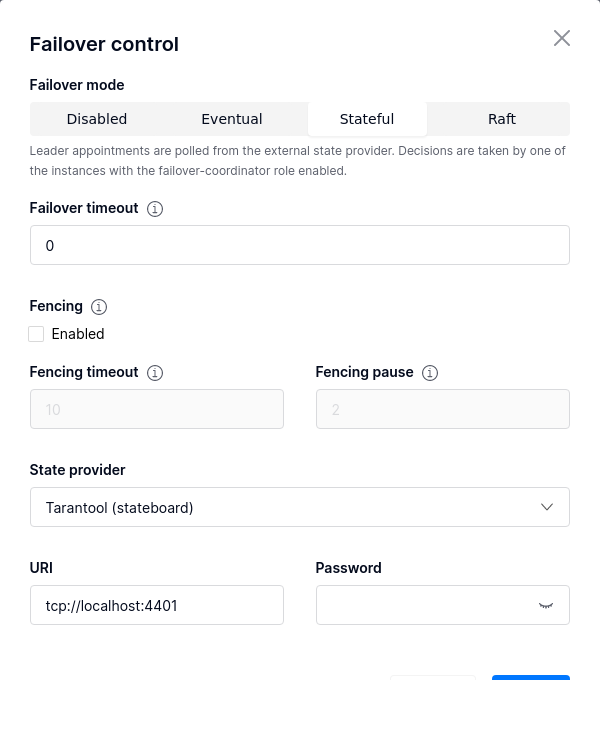 Failover control
Failover mode
Disabled Eventual Stateful Raft
Leader appointments are polled from the external state provider. Decisions are taken by one of
the instances with the failover-coordinator role enabled.
Failover timeout
0
Fencing
Enabled
Fencing timeout Fencing pause
10 2
State provider
Tarantool (stateboard)
URI Password
tcp://localhost:4401